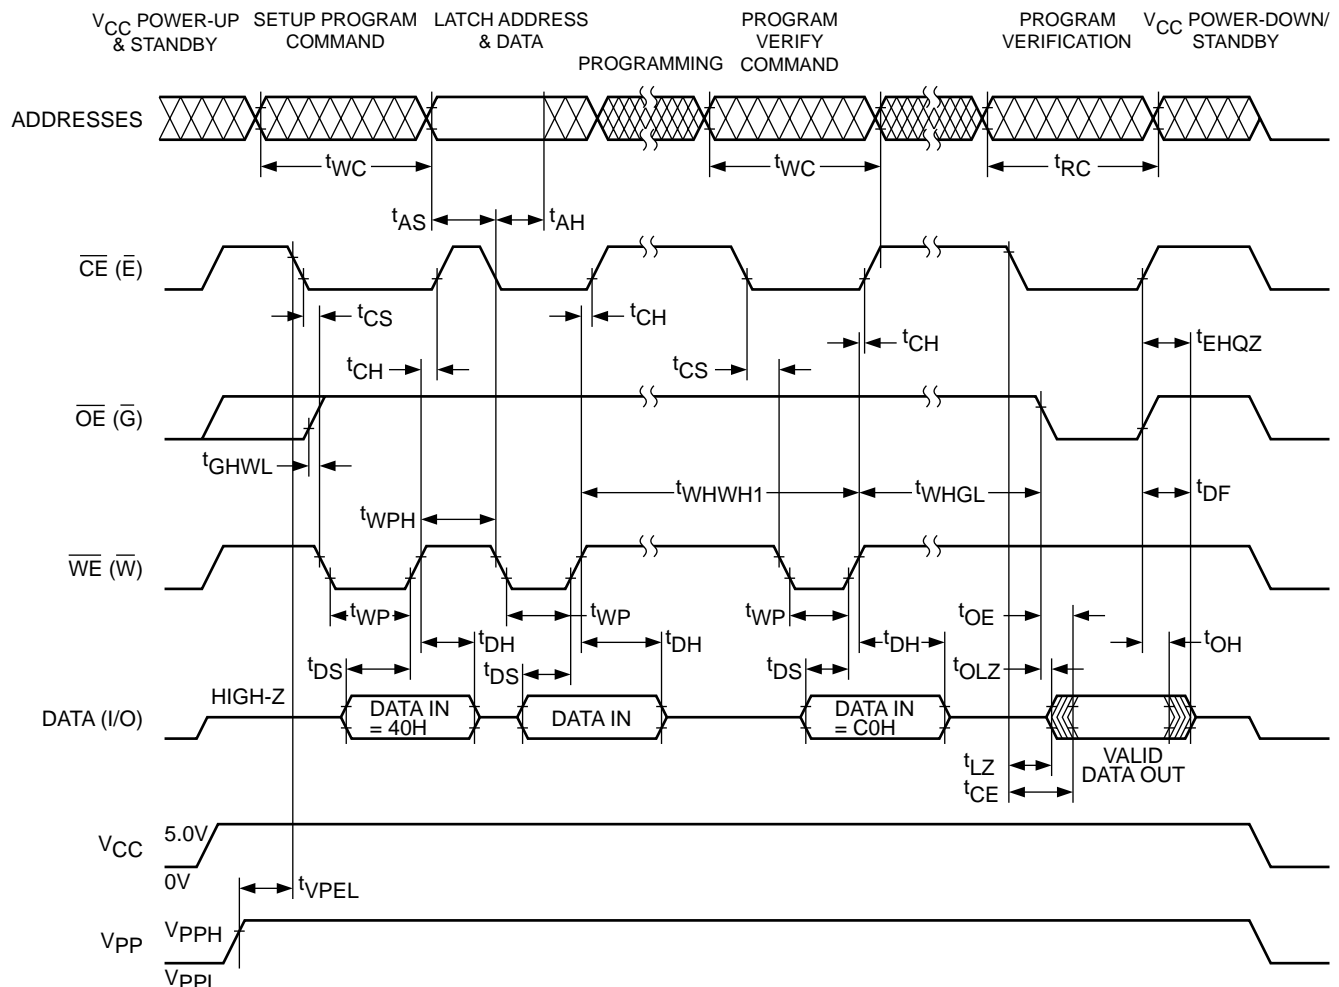 VCC POWER-UP
& STANDBY
SETUP PROGRAM
COMMAND
LATCH ADDRESS
& DATA
PROGRAMMING
PROGRAM
VERIFY
COMMAND
PROGRAM
VERIFICATION
VCC POWER-DOWN/
STANDBY
ADDRESSES
tWC
tWC
tRC
tAS
tAH
CE (E)
tCS
tCH
tCH
tCS
tCH
tEHQZ
OE (G)
tGHWL
tWPH
tWHWH1
tWHGL
tDF
WE (W)
tWP
tWP
tWP
tOE
tDH
tDH
tDH
tOH
tDS
tDS
tDS
tOLZ
HIGH-Z
DATA (I/O)
DATA IN
= 40H
DATA IN
DATA IN
= C0H
VALID
DATA OUT
tLZ
tCE
VCC
5.0V
0V
tVPEL
VPP
VPPH
VPPL